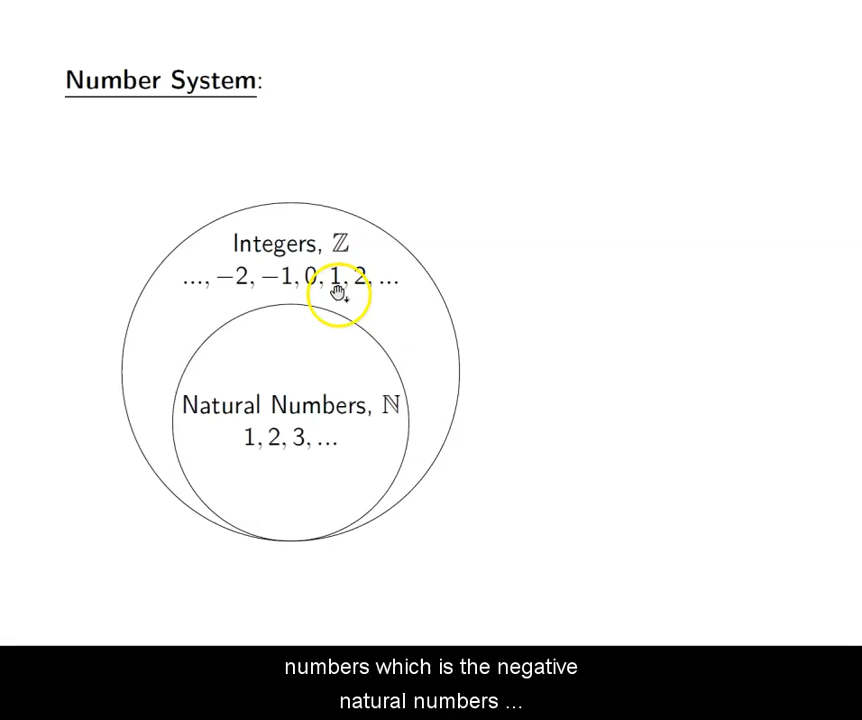 Number System:
Integers, ℤ
..., −2, −1, 0, 1, 2, ...
Natural Numbers, ℕ
1, 2, 3, ...
numbers which is the negative
natural numbers ...